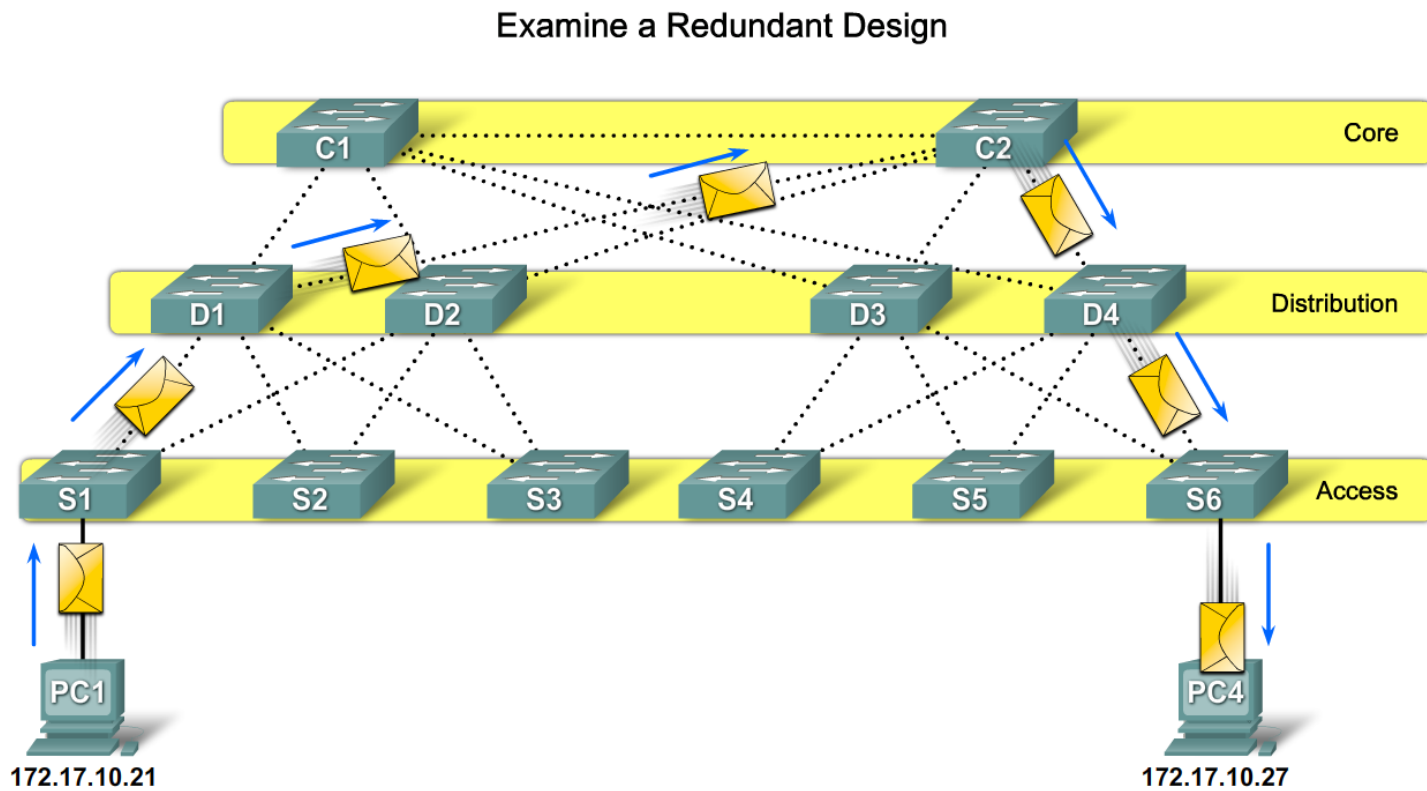 Examine a Redundant Design
C1
C2
Core
D1
D2
D3
D4
Distribution
S1
S2
S3
S4
S5
S6
Access
PC1
PC4
172.17.10.21
172.17.10.27